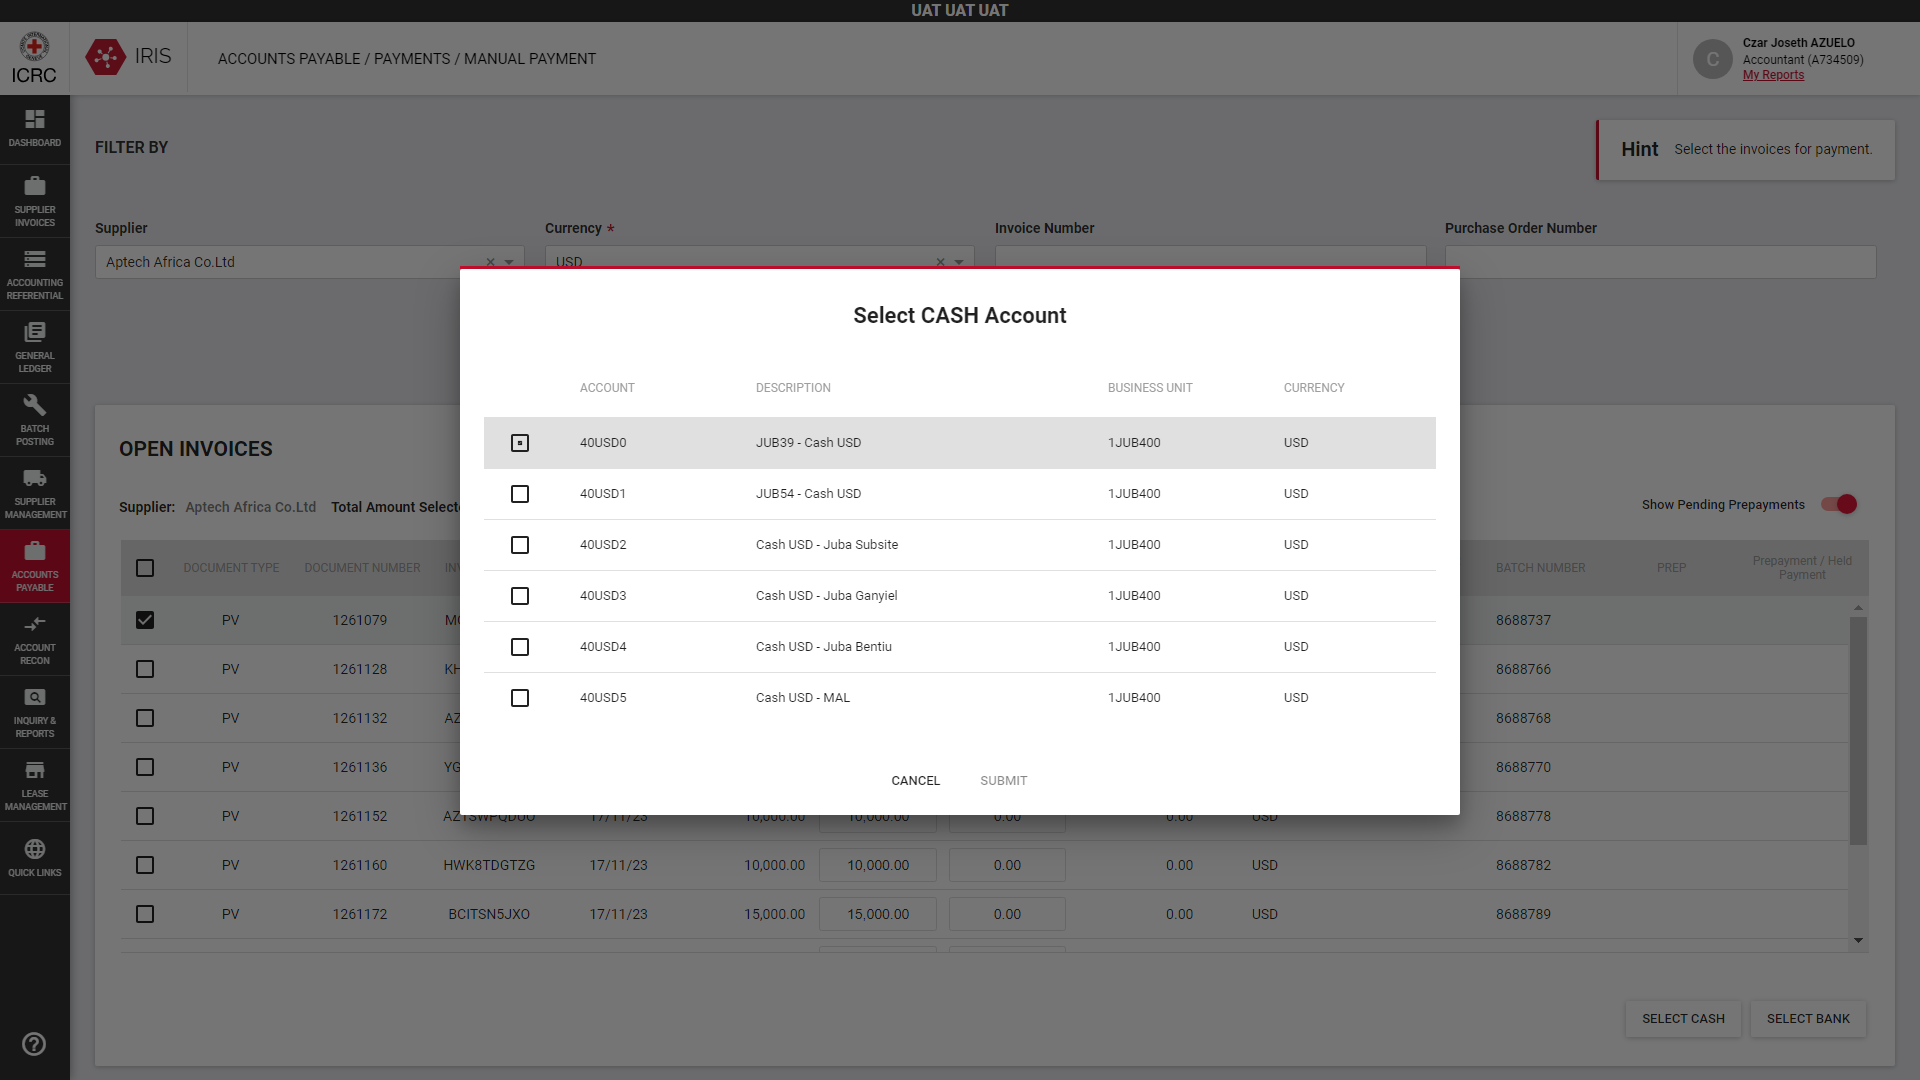 UAT UAT UAT
ICRC
IRIS
ACCOUNTS PAYABLE / PAYMENTS / MANUAL PAYMENT
C
Czar Joseth AZUELO
Accountant (A734509)
My Reports
DASHBOARD
SUPPLIER
INVOICES
ACCOUNTING
REFERENTIAL
GENERAL
LEDGER
BATCH
POSTING
SUPPLIER
MANAGEMENT
ACCOUNTS
PAYABLE
ACCOUNT
RECON
INQUIRY &
REPORTS
LEASE
MANAGEMENT
QUICK LINKS
FILTER BY
Hint Select the invoices for payment.
Supplier Currency * Invoice Number Purchase Order Number
Aptech Africa Co.Ltd USD
Select CASH Account
ACCOUNT DESCRIPTION BUSINESS UNIT CURRENCY
40USD0 JUB39 - Cash USD 1JUB400 USD
40USD1 JUB54 - Cash USD 1JUB400 USD
40USD2 Cash USD - Juba Subsite 1JUB400 USD
40USD3 Cash USD - Juba Ganyiel 1JUB400 USD
40USD4 Cash USD - Juba Bentiu 1JUB400 USD
40USD5 Cash USD - MAL 1JUB400 USD
CANCEL SUBMIT
OPEN INVOICES
Supplier: Aptech Africa Co.Ltd Total Amount Selecte
Show Pending Prepayments
DOCUMENT TYPE DOCUMENT NUMBER BATCH NUMBER PREP Prepayment / Held
Payment
PV 1261079 8688737
PV 1261128 KH 8688766
PV 1261132 AZ 8688768
PV 1261136 YG 8688770
PV 1261152 AZTSWPQDUO 17/11/23 10,000.00 10,000.00 0.00 0.00 USD 8688778
PV 1261160 HWK8TDGTZG 17/11/23 10,000.00 10,000.00 0.00 0.00 USD 8688782
PV 1261172 BCITSN5JXO 17/11/23 15,000.00 15,000.00 0.00 0.00 USD 8688789
SELECT CASH SELECT BANK